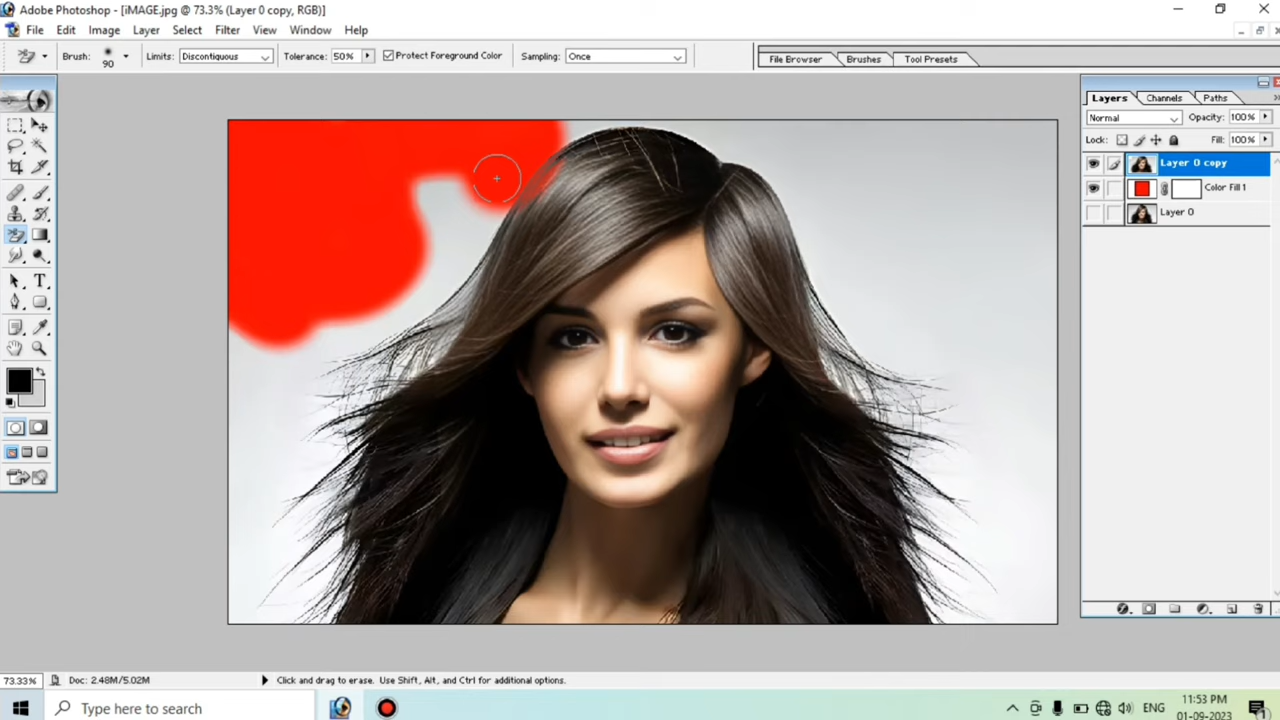 Adobe Photoshop - [iMAGE.jpg @ 73.3% (Layer 0 copy, RGB)]
File Edit Image Layer Select Filter View Window Help
Brush: 90 Limits: Discontiguous Tolerance: 50% Protect Foreground Color Sampling: Once File Browser Brushes Tool Presets
Layers Channels Paths
Normal Opacity: 100%
Lock: Fill: 100%
Layer 0 copy
Color Fill 1
Layer 0
73.33% Doc: 2.48M/5.02M Click and drag to erase. Use Shift, Alt, and Ctrl for additional options.
Type here to search
ENG
11:53 PM
01-09-2023